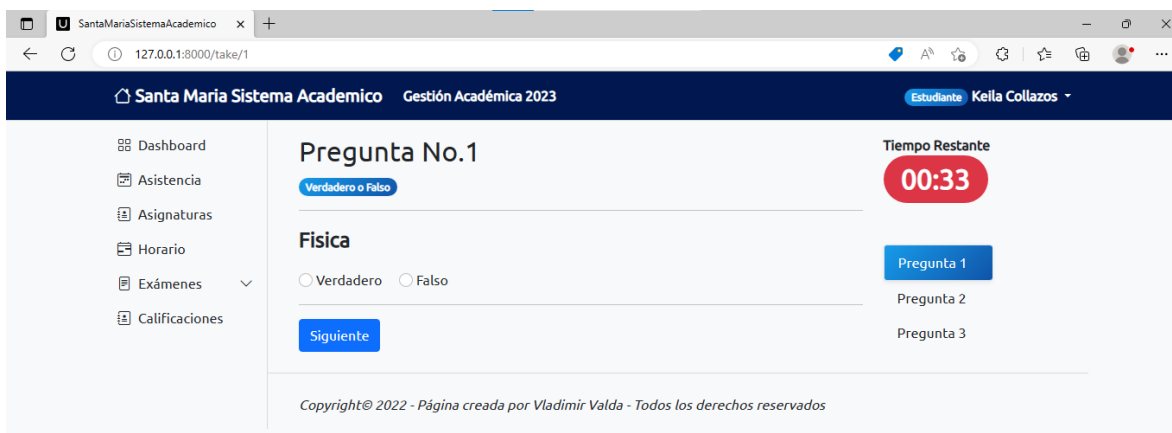 SantaMariaSistemaAcademico
127.0.0.1:8000/take/1
Santa Maria Sistema Academico Gestión Académica 2023 Estudiante Keila Collazos
Dashboard
Asistencia
Asignaturas
Horario
Exámenes
Calificaciones
Pregunta No.1
Verdadero o Falso
Fisica
Verdadero Falso
Siguiente
Tiempo Restante
00:33
Pregunta 1
Pregunta 2
Pregunta 3
Copyright© 2022 - Página creada por Vladimir Valda - Todos los derechos reservados